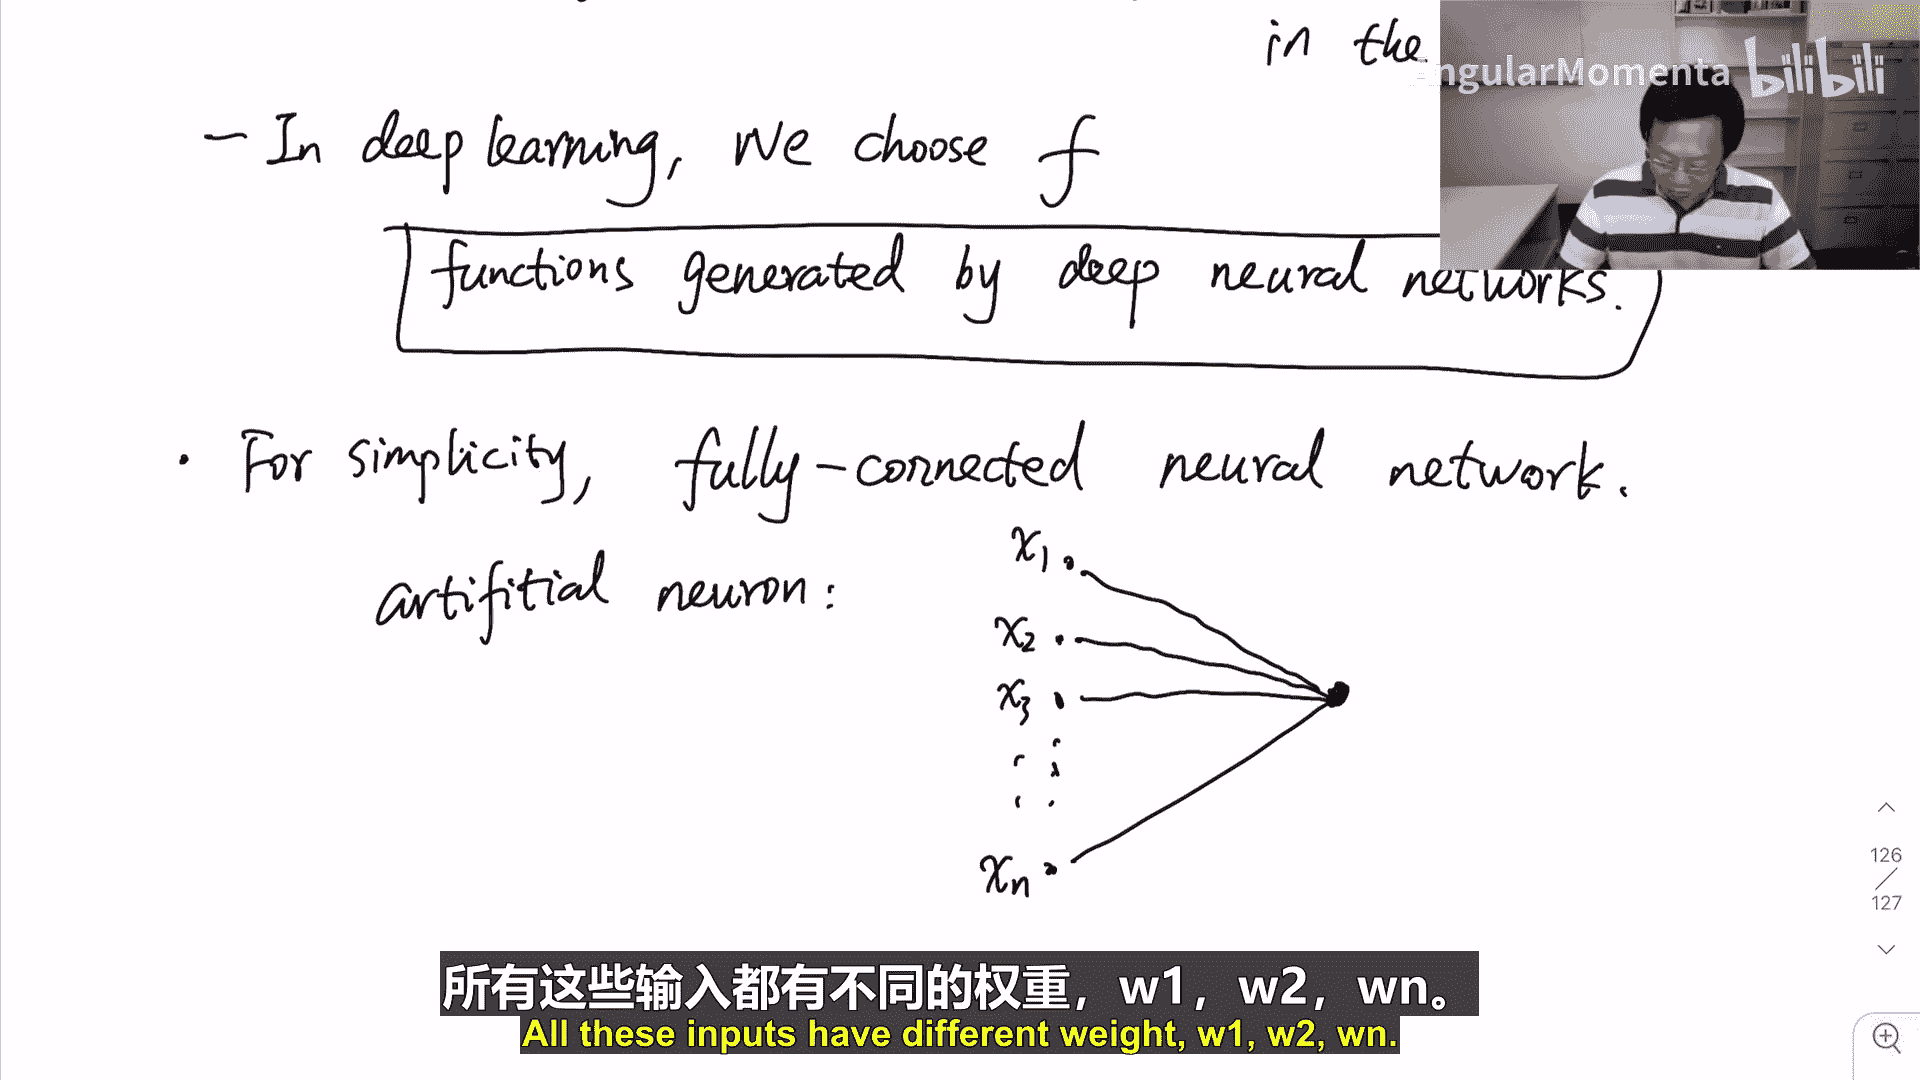 in the
ngularMomenta bilibili
- In deep learning, we choose f
functions generated by deep neural networks.
· For simplicity, fully-connected neural network.
artifitial neuron:
x1
x2
x3
xn
126
/
127
所有这些输入都有不同的权重，w1，w2，wn。
All these inputs have different weight, w1, w2, wn.